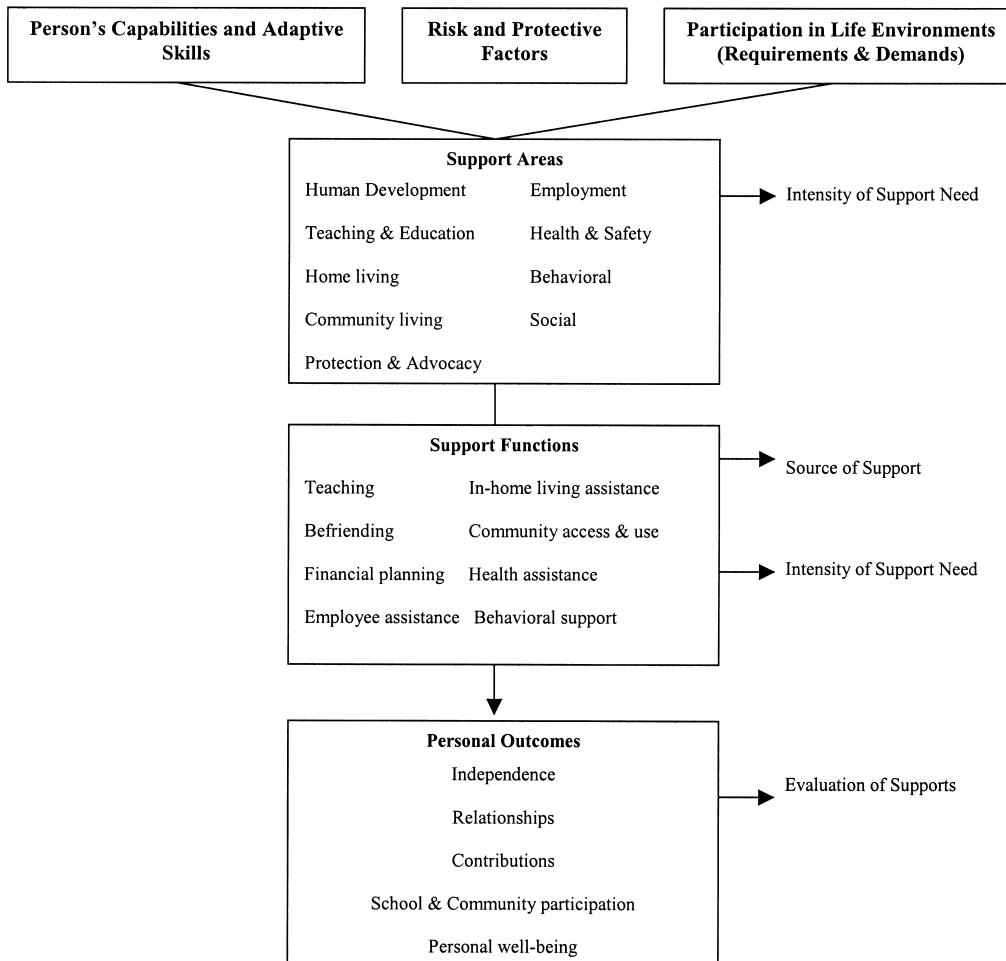 Person's Capabilities and Adaptive
Skills
Risk and Protective
Factors
Participation in Life Environments
(Requirements & Demands)
Support Areas
Human Development
Employment
Intensity of Support Need
Teaching & Education
Health & Safety
Home living
Behavioral
Community living
Social
Protection & Advocacy
Support Functions
Source of Support
Teaching
In-home living assistance
Befriending
Community access & use
Financial planning
Health assistance
Intensity of Support Need
Employee assistance
Behavioral support
Personal Outcomes
Independence
Evaluation of Supports
Relationships
Contributions
School & Community participation
Personal well-being